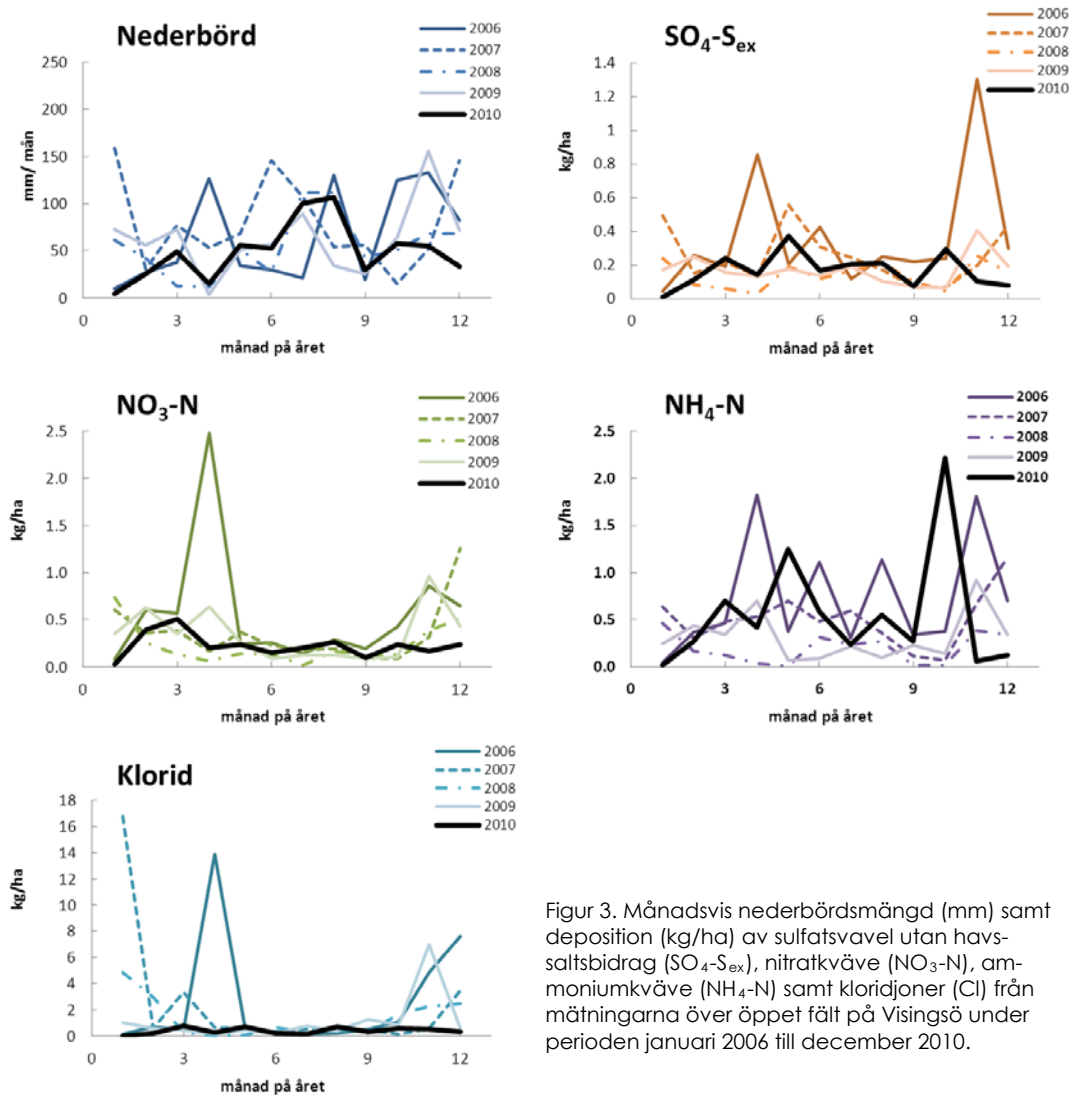 Nederbörd
2006
2007
2008
2009
2010
250
200
150
100
50
0
mm/ mån
0 3 6 9 12
månad på året
SO₄-Sₑₓ
2006
2007
2008
2009
2010
1.4
1.2
1
0.8
0.6
0.4
0.2
0
kg/ha
0 3 6 9 12
månad på året
NO₃-N
2006
2007
2008
2009
2010
2.5
2.0
1.5
1.0
0.5
0.0
kg/ha
0 3 6 9 12
månad på året
NH₄-N
2006
2007
2008
2009
2010
2.5
2.0
1.5
1.0
0.5
0.0
kg/ha
0 3 6 9 12
månad på året
Klorid
2006
2007
2008
2009
2010
18
16
14
12
10
8
6
4
2
0
kg/ha
0 3 6 9 12
månad på året
Figur 3. Månadsvis nederbördsmängd (mm) samt
deposition (kg/ha) av sulfatsvavel utan havs-
saltsbidrag (SO₄-Sₑₓ), nitratkväve (NO₃-N), am-
moniumkväve (NH₄-N) samt kloridjoner (Cl) från
mätningarna över öppet fält på Visingsö under
perioden januari 2006 till december 2010.